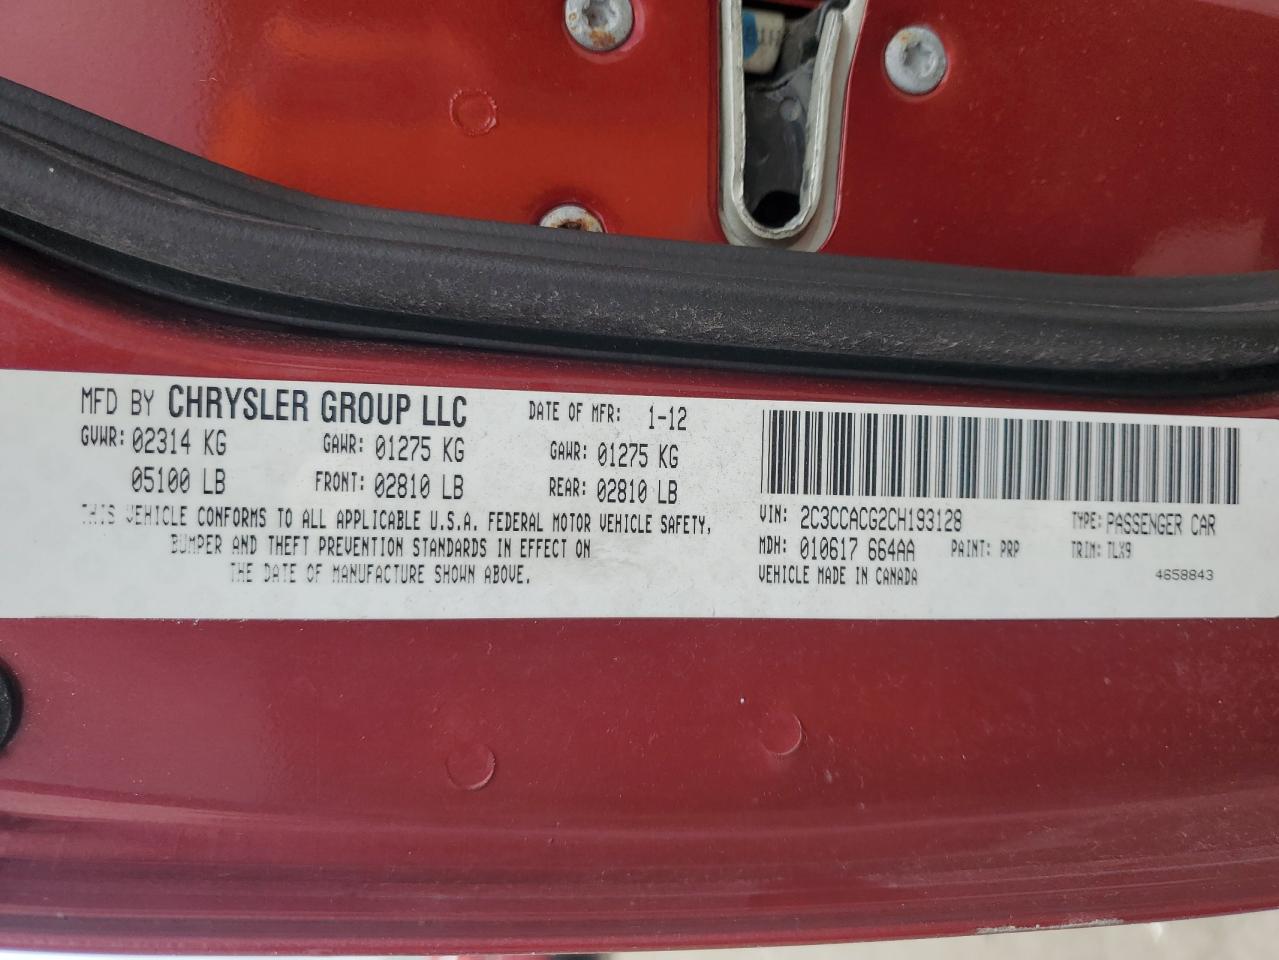 MFD BY CHRYSLER GROUP LLC DATE OF MFR: 1-12
GVWR: 02314 KG GAWR: 01275 KG GAWR: 01275 KG
05100 LB FRONT: 02810 LB REAR: 02810 LB
THIS VEHICLE CONFORMS TO ALL APPLICABLE U.S.A. FEDERAL MOTOR VEHICLE SAFETY,
BUMPER AND THEFT PREVENTION STANDARDS IN EFFECT ON
THE DATE OF MANUFACTURE SHOWN ABOVE.
VIN: 2C3CCACG2CH193128 TYPE: PASSENGER CAR
MDH: 010617 664AA PAINT: PRP TRIM: TLX9
VEHICLE MADE IN CANADA 4658843